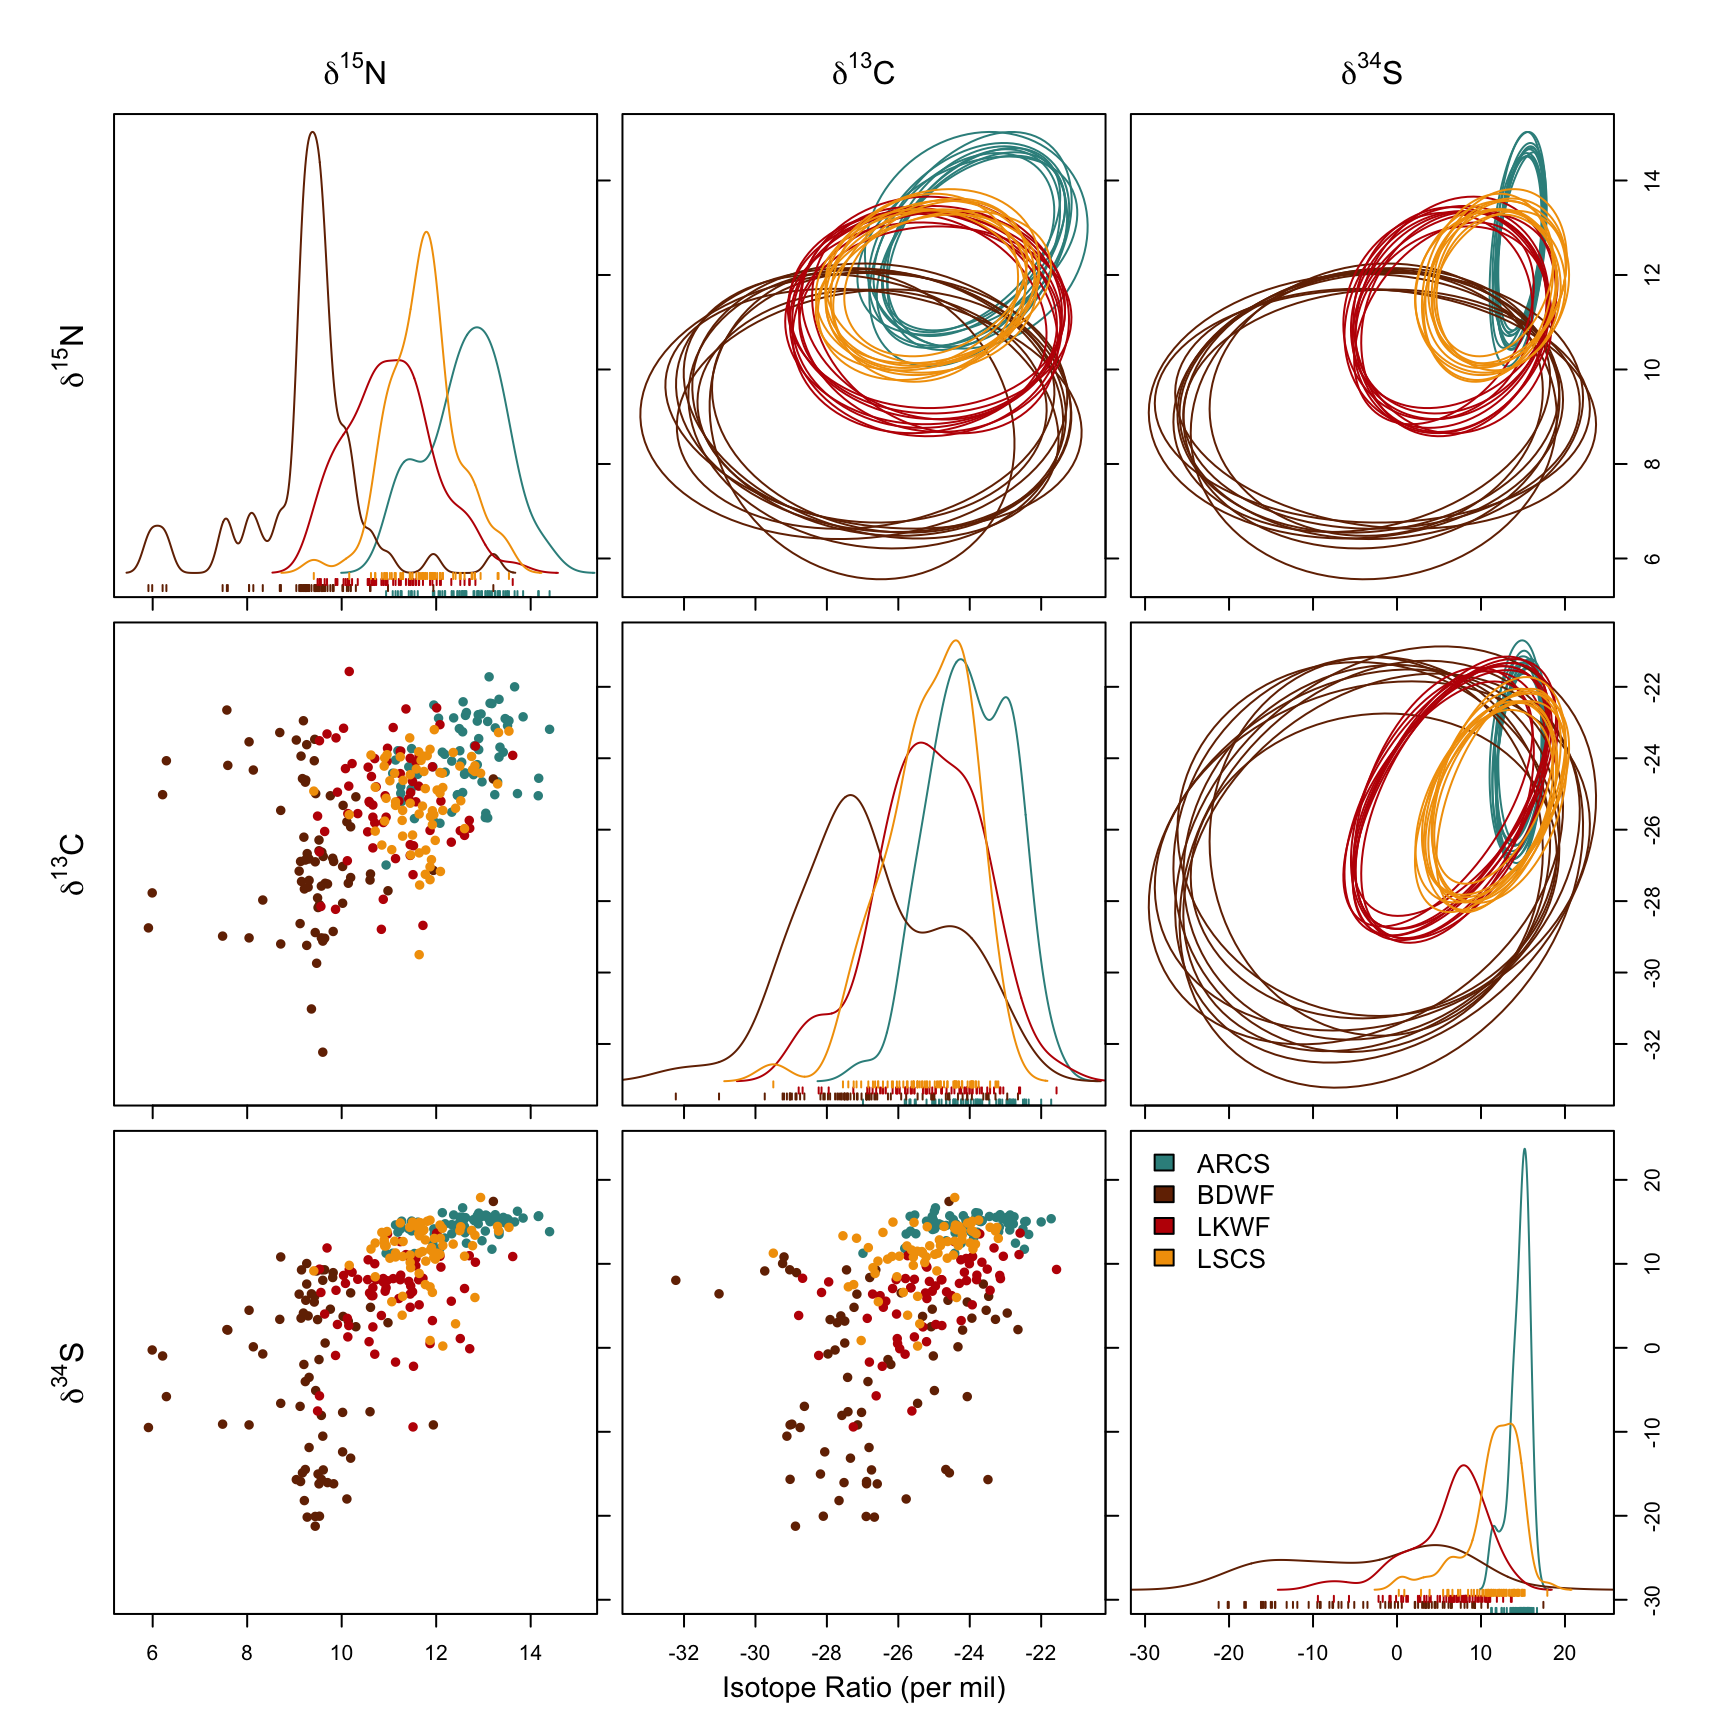 δ15N δ13C δ34S
δ15N
14
12
10
8
6
δ13C
-22
-24
-26
-28
-30
-32
δ34S
ARCS
BDWF
LKWF
LSCS
20
10
0
-10
-20
-30
6 8 10 12 14 -32 -30 -28 -26 -24 -22 -30 -20 -10 0 10 20
Isotope Ratio (per mil)